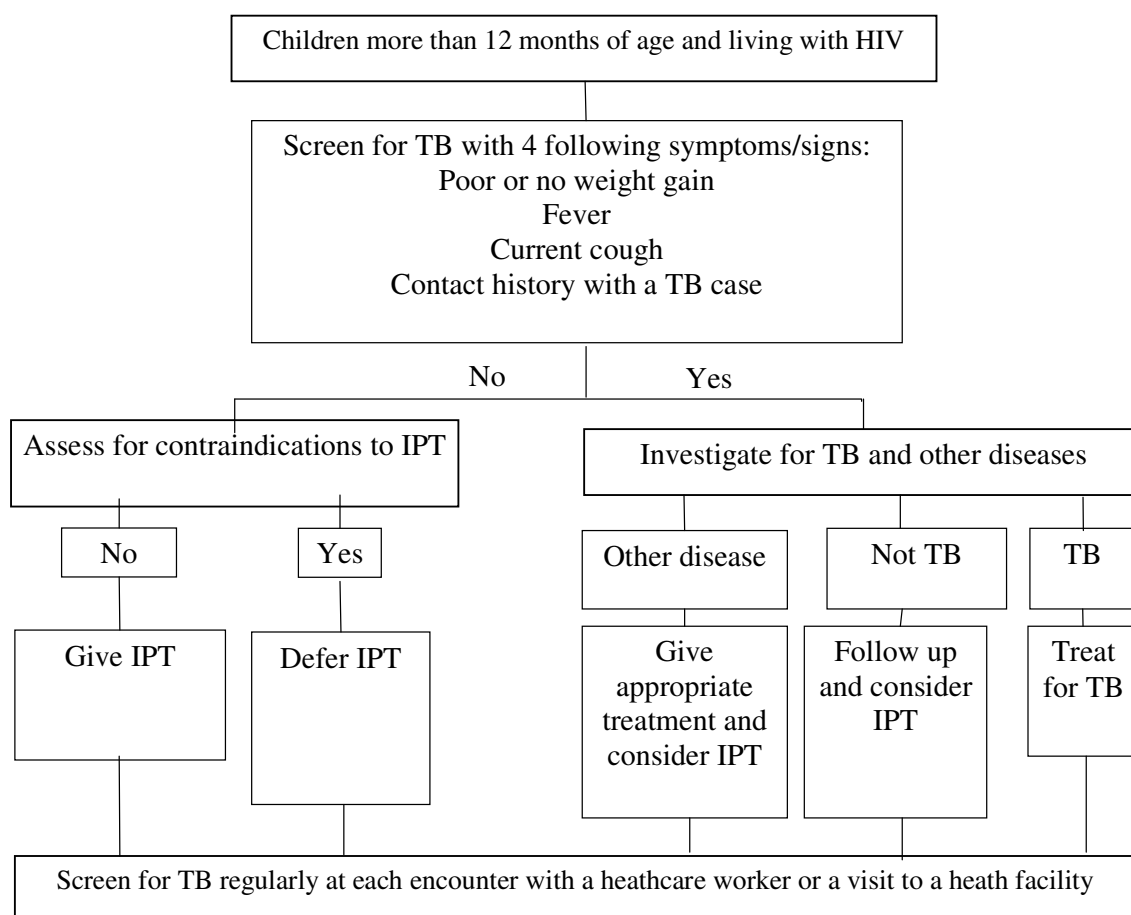 Children more than 12 months of age and living with HIV
Screen for TB with 4 following symptoms/signs:
Poor or no weight gain
Fever
Current cough
Contact history with a TB case
No
Yes
Assess for contraindications to IPT
Investigate for TB and other diseases
No
Yes
Other disease
Not TB
TB
Give IPT
Defer IPT
Give
appropriate
treatment and
consider IPT
Follow up
and consider
IPT
Treat
for TB
Screen for TB regularly at each encounter with a heathcare worker or a visit to a heath facility